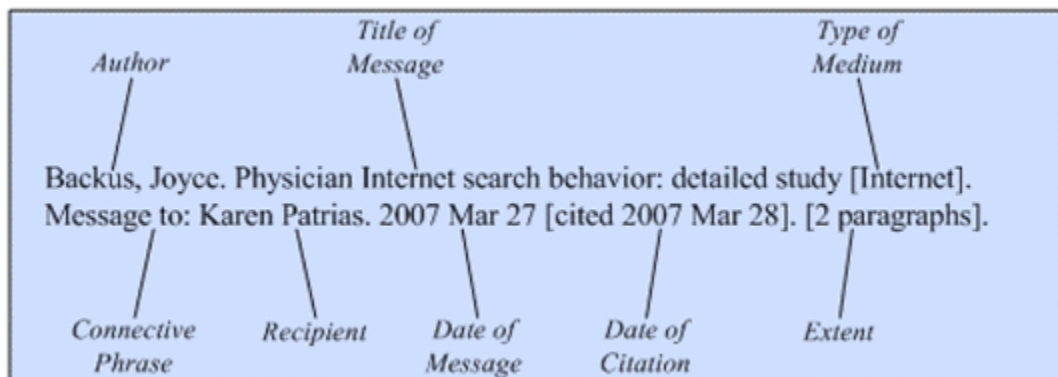 Title of
Message
Type of
Medium
Author
Backus, Joyce. Physician Internet search behavior: detailed study [Internet].
Message to: Karen Patrias. 2007 Mar 27 [cited 2007 Mar 28]. [2 paragraphs].
Connective
Phrase
Recipient
Date of
Message
Date of
Citation
Extent